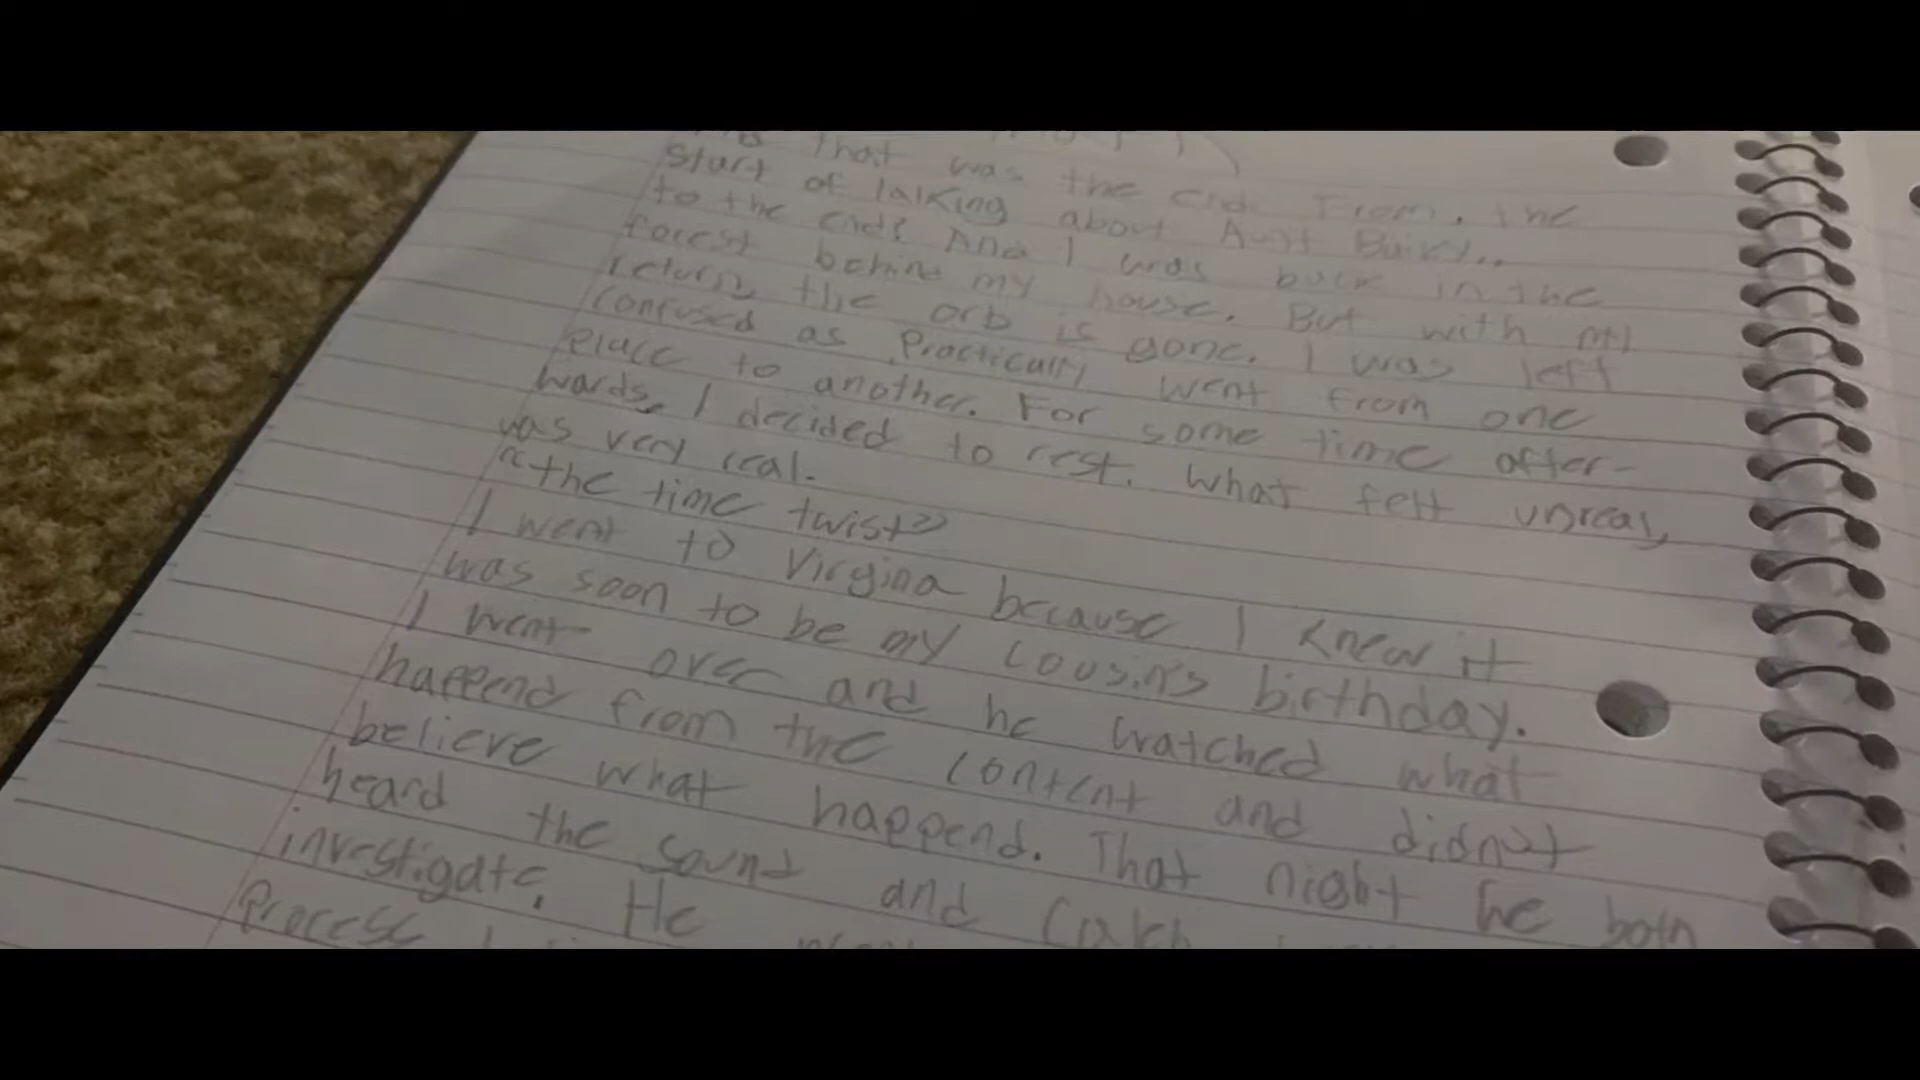 that was the end. From. the
start of talking about Aunt
to the end? And I was back in the
forest behind my house. But with my
return, the orb is gone. I was left
confused as practically went from one
place to another. For some time after-
wards, I decided to rest. What felt unreal,
was very real.
"the time twist"
I went to Virgina because I knew it
was soon to be my cousin's birthday.
I went over and he watched what
happend from the content and didn't
believe what happend. That night he both
heard the sound and
investigate. He
Process I